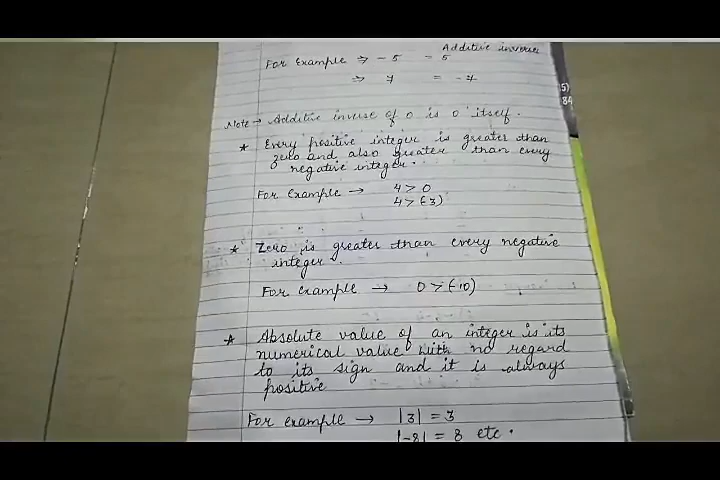 Additive inverse
For Example ⇒ -5 = 5
⇒ 7 = -7
Note → Additive inverse of 0 is 0 itself.
* Every positive integer is greater than
zero and also greater than every
negative integer.
For Example → 4 > 0
4 > (-3)
* Zero is greater than every negative
integer.
For example → 0 > (-10)
* Absolute value of an integer is its
numerical value with no regard
to its sign and it is always
positive
For example → |3| = 3
|-8| = 8 etc.
5)
84